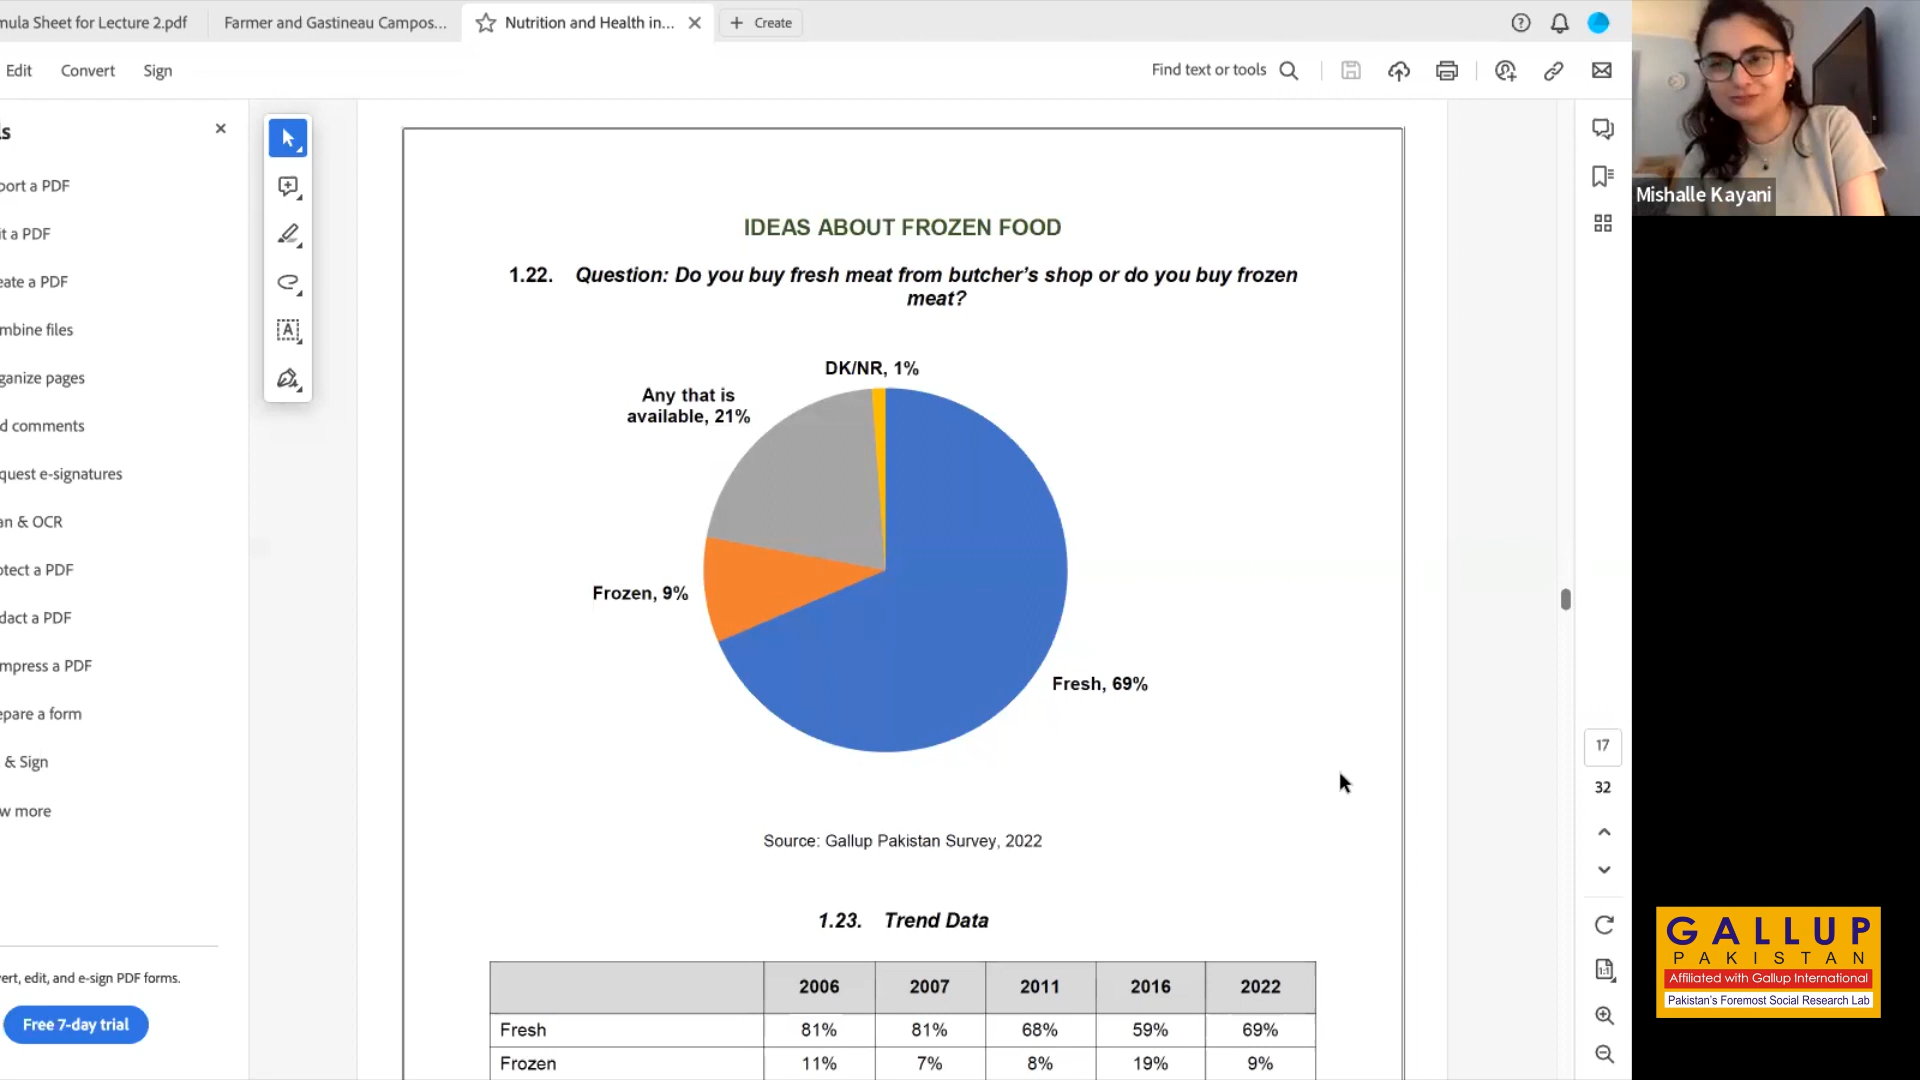 mula Sheet for Lecture 2.pdf
Farmer and Gastineau Campos...
Nutrition and Health in...
Create
Edit
Convert
Sign
Find text or tools
ls
port a PDF
it a PDF
eate a PDF
mbine files
ganize pages
d comments
quest e-signatures
an & OCR
otect a PDF
dact a PDF
mpress a PDF
epare a form
& Sign
w more
vert, edit, and e-sign PDF forms.
Free 7-day trial
IDEAS ABOUT FROZEN FOOD
1.22. Question: Do you buy fresh meat from butcher’s shop or do you buy frozen
meat?
DK/NR, 1%
Any that is
available, 21%
Frozen, 9%
Fresh, 69%
Source: Gallup Pakistan Survey, 2022
1.23. Trend Data
2006 2007 2011 2016 2022
Fresh 81% 81% 68% 59% 69%
Frozen 11% 7% 8% 19% 9%
17
32
Mishalle Kayani
GALLUP
PAKISTAN
Affiliated with Gallup International
Pakistan's Foremost Social Research Lab